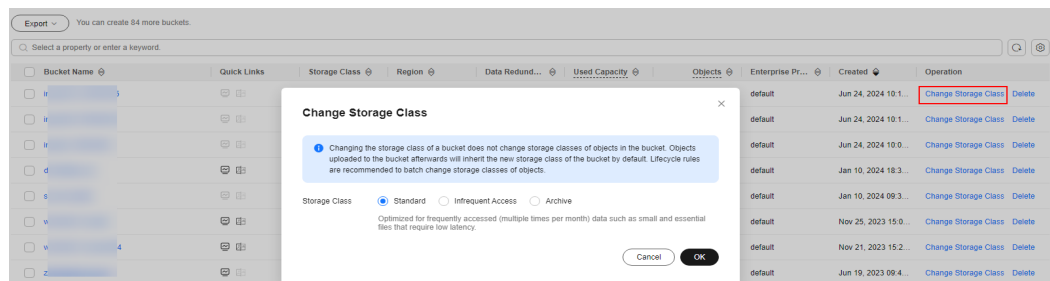 Export You can create 84 more buckets.
Select a property or enter a keyword.
Bucket Name Quick Links Storage Class Region Data Redund... Used Capacity Objects Enterprise Pr... Created Operation
default Jun 24, 2024 10:1... Change Storage Class Delete
default Jun 24, 2024 10:1... Change Storage Class Delete
default Jun 24, 2024 10:0... Change Storage Class Delete
d default Jan 10, 2024 18:3... Change Storage Class Delete
s default Jan 10, 2024 09:3... Change Storage Class Delete
default Nov 25, 2023 15:0... Change Storage Class Delete
4 default Nov 21, 2023 15:2... Change Storage Class Delete
z default Jun 19, 2023 09:4... Change Storage Class Delete
Change Storage Class
Changing the storage class of a bucket does not change storage classes of objects in the bucket. Objects
uploaded to the bucket afterwards will inherit the new storage class of the bucket by default. Lifecycle rules
are recommended to batch change storage classes of objects.
Storage Class Standard Infrequent Access Archive
Optimized for frequently accessed (multiple times per month) data such as small and essential
files that require low latency.
Cancel OK